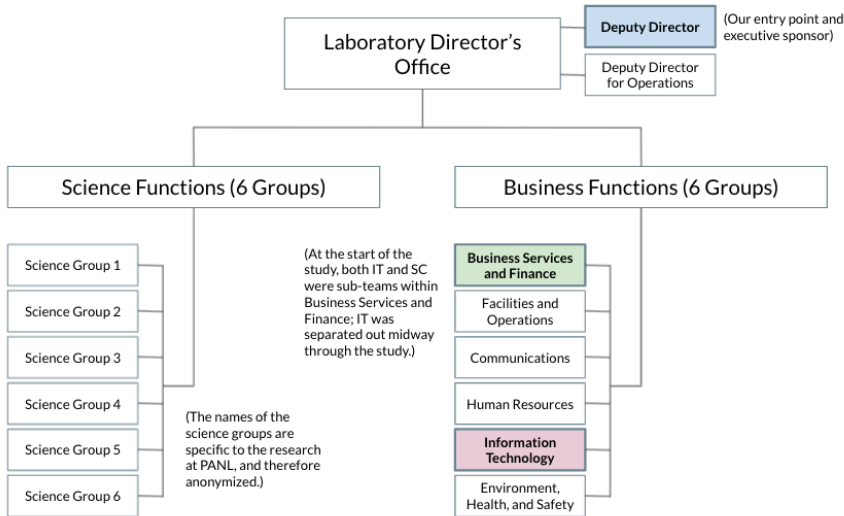 Laboratory Director's
Office
Deputy Director
(Our entry point and
executive sponsor)
Deputy Director
for Operations
Science Functions (6 Groups)
Business Functions (6 Groups)
Science Group 1
Science Group 2
Science Group 3
Science Group 4
Science Group 5
Science Group 6
(The names of the
science groups are
specific to the research
at PANL, and therefore
anonymized.)
(At the start of the
study, both IT and SC
were sub-teams within
Business Services and
Finance; IT was
separated out midway
through the study.)
Business Services
and Finance
Facilities and
Operations
Communications
Human Resources
Information
Technology
Environment,
Health, and Safety